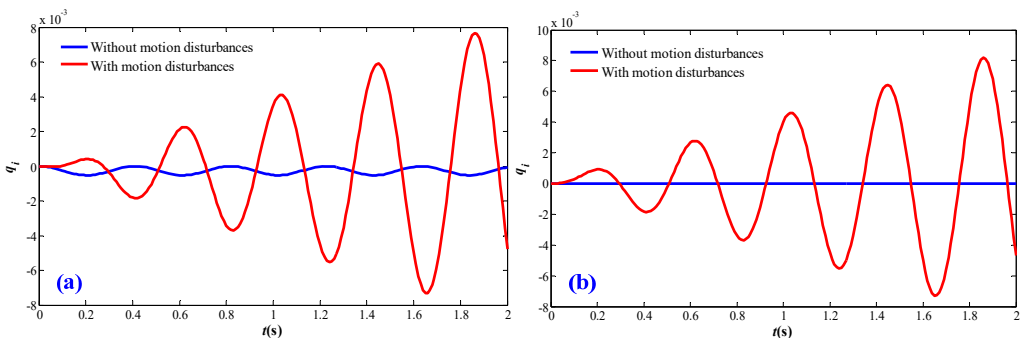 x 10⁻³
8
Without motion disturbances
With motion disturbances
4
2
0
-2
-4
-6
-8
qᵢ
(a)
0 0.2 0.4 0.6 0.8 1 1.2 1.4 1.6 1.8 2
t(s)
x 10⁻³
10
8
Without motion disturbances
With motion disturbances
6
4
2
0
-2
-4
-6
-8
qᵢ
(b)
0 0.2 0.4 0.6 0.8 1 1.2 1.4 1.6 1.8 2
t(s)